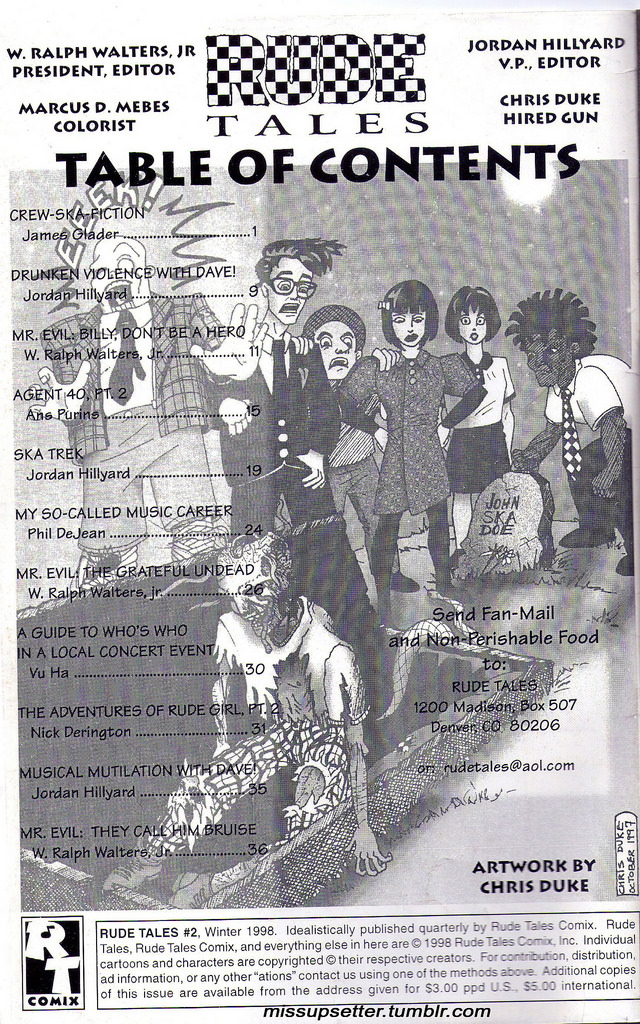 W. RALPH WALTERS, JR
PRESIDENT, EDITOR
MARCUS D. MEBES
COLORIST
RUDE
TALES
JORDAN HILLYARD
V.P., EDITOR
CHRIS DUKE
HIRED GUN
TABLE OF CONTENTS
EEEEK!
CREW-SKA-FICTION
James Glader ..............................1
DRUNKEN VIOLENCE WITH DAVE!
Jordan Hillyard ..........................9
MR. EVIL: BILLY, DON'T BE A HERO
W. Ralph Walters, Jr. .................11
AGENT 40, PT. 2
Ans Purins ................................15
SKA TREK
Jordan Hillyard ..........................19
MY SO-CALLED MUSIC CAREER
Phil DeJean ..............................24
MR. EVIL: THE GRATEFUL UNDEAD
W. Ralph Walters, jr. ..................26
A GUIDE TO WHO'S WHO
IN A LOCAL CONCERT EVENT
Vu Ha .......................................30
THE ADVENTURES OF RUDE GIRL, PT. 2
Nick Derington .........................31
MUSICAL MUTILATION WITH DAVE!
Jordan Hillyard .........................35
MR. EVIL: THEY CALL HIM BRUISE
W. Ralph Walters, Jr. .................36
JOHN
SKA
DOE
Send Fan-Mail
and Non-Perishable Food
to:
RUDE TALES
1200 Madison, Box 507
Denver, CO 80206
or: rudetales@aol.com
ARTWORK BY
CHRIS DUKE
CHRIS DUKE
OCTOBER 1997
RT
COMIX
RUDE TALES #2, Winter 1998. Idealistically published quarterly by Rude Tales Comix. Rude
Tales, Rude Tales Comix, and everything else in here are © 1998 Rude Tales Comix, Inc. Individual
cartoons and characters are copyrighted © their respective creators. For contribution, distribution,
ad information, or any other "ations" contact us using one of the methods above. Additional copies
of this issue are available from the address given for $3.00 ppd U.S., $5.00 international.
missupsetter.tumblr.com